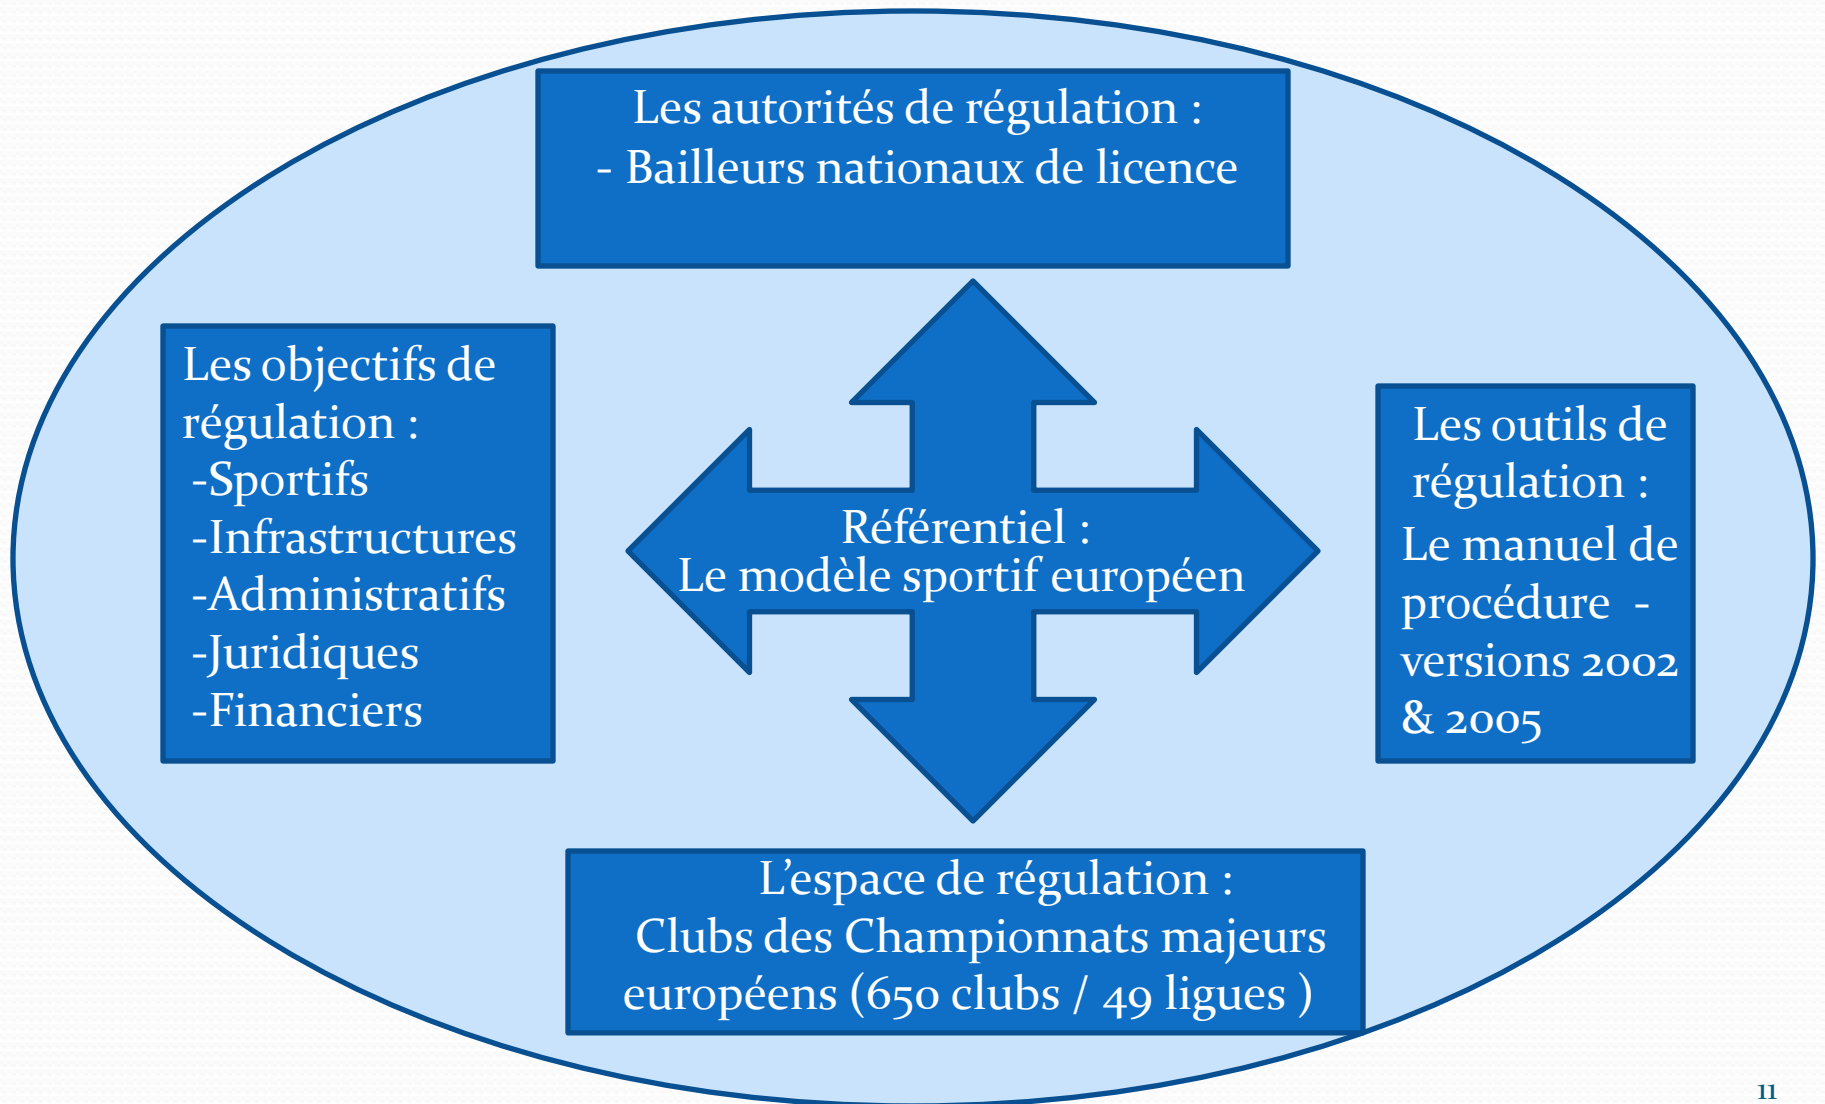 Les autorités de régulation :
- Bailleurs nationaux de licence
Les objectifs de
régulation :
-Sportifs
-Infrastructures
-Administratifs
-Juridiques
-Financiers
Référentiel :
Le modèle sportif européen
Les outils de
régulation :
Le manuel de
procédure -
versions 2002
& 2005
L’espace de régulation :
Clubs des Championnats majeurs
européens (650 clubs / 49 ligues )
11